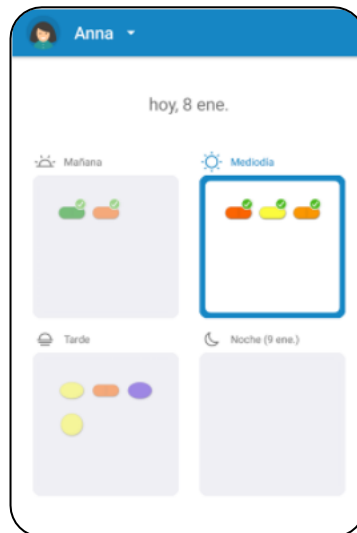 Anna
hoy, 8 ene.
Mañana
Mediodía
Tarde
Noche (9 ene.)